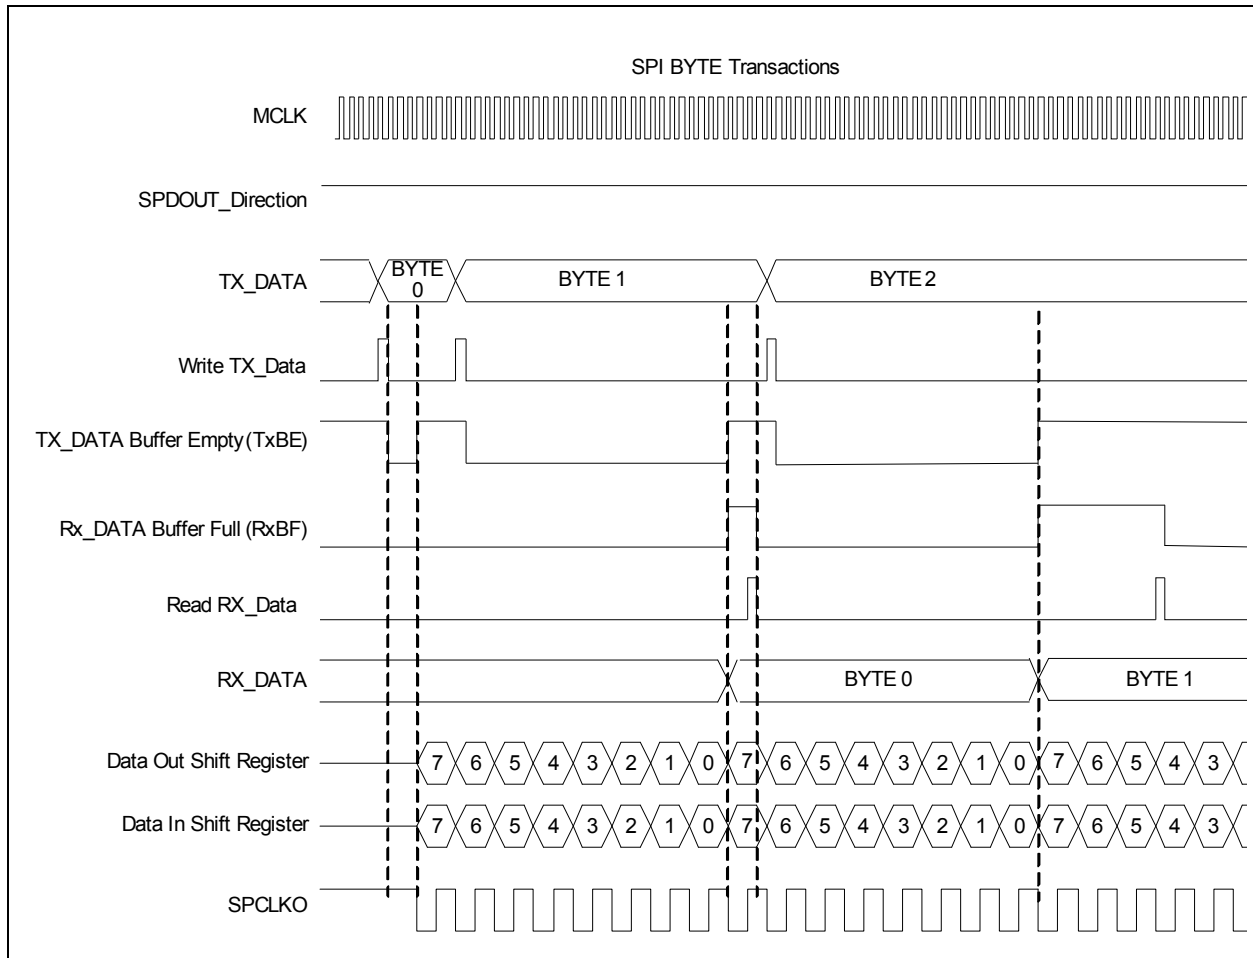 SPI BYTE Transactions
MCLK
SPDOUT_Direction
TX_DATA
BYTE
0
BYTE 1
BYTE 2
Write TX_Data
TX_DATA Buffer Empty (TxBE)
Rx_DATA Buffer Full (RxBF)
Read RX_Data
RX_DATA
BYTE 0
BYTE 1
Data Out Shift Register
7 6 5 4 3 2 1 0 7 6 5 4 3 2 1 0 7 6 5 4 3
Data In Shift Register
7 6 5 4 3 2 1 0 7 6 5 4 3 2 1 0 7 6 5 4 3
SPCLKO